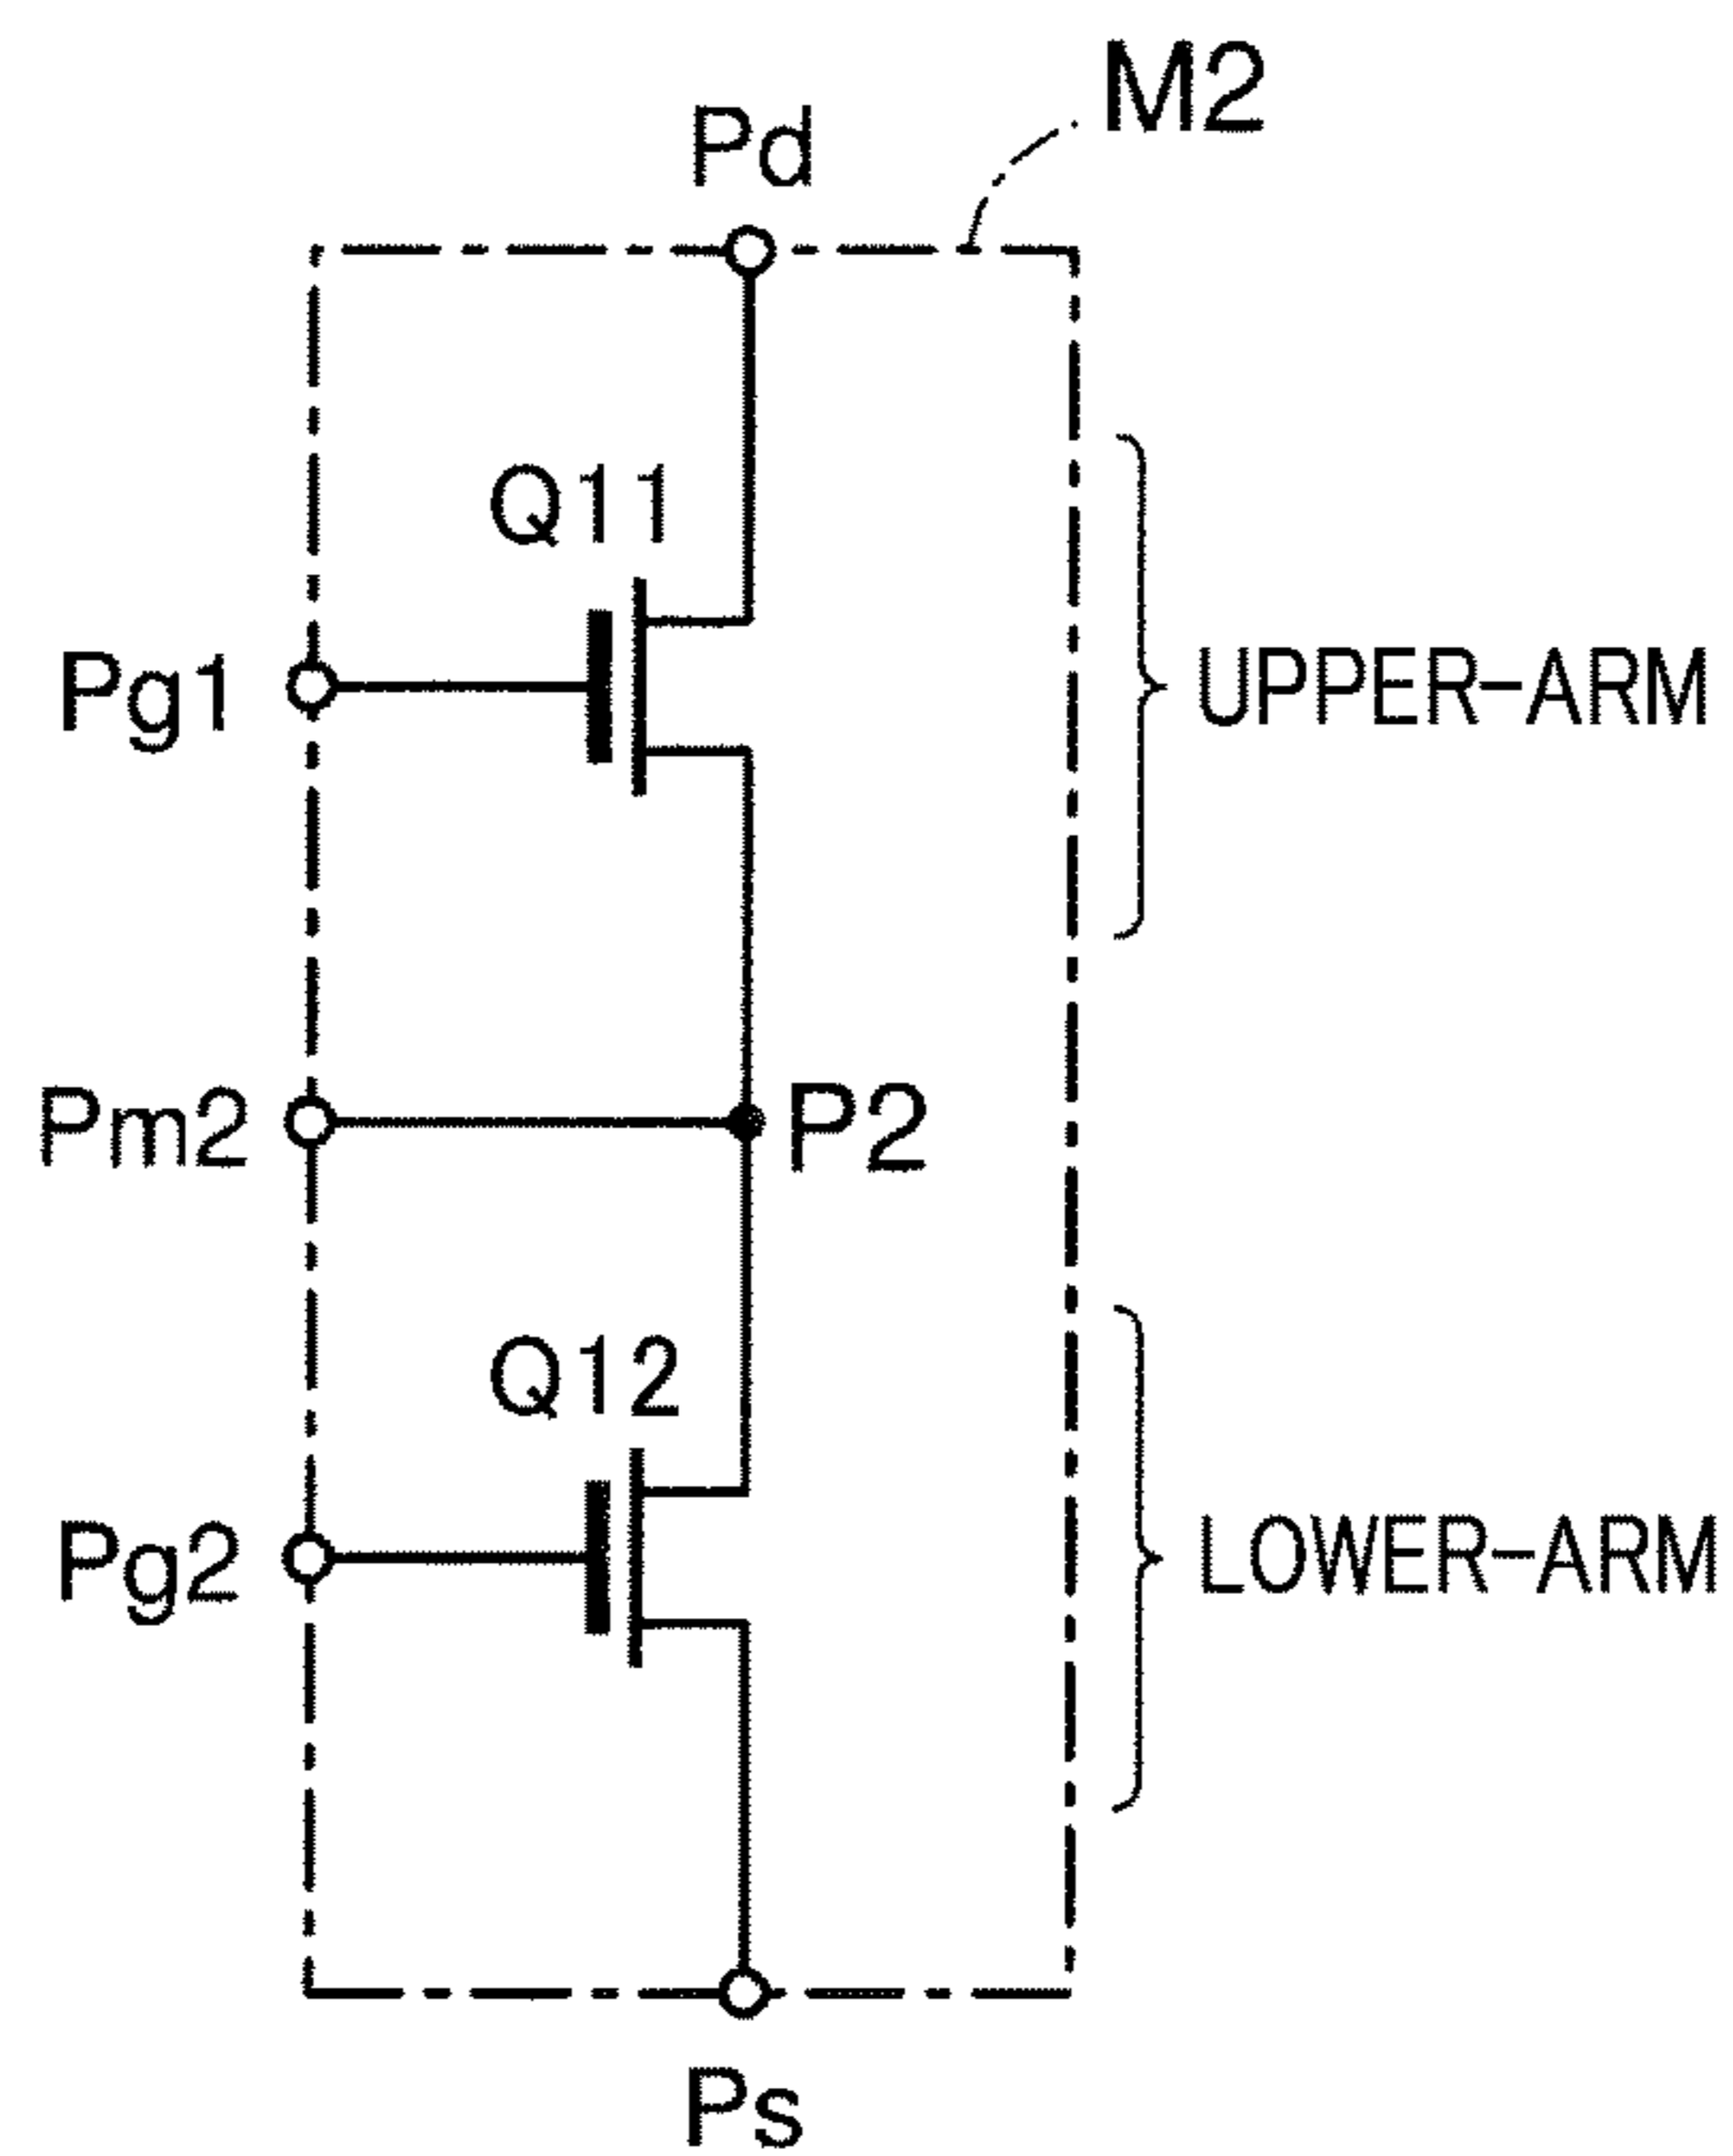 M2
Pd
Q11
Pg1
UPPER-ARM
Pm2
P2
Q12
Pg2
LOWER-ARM
Ps